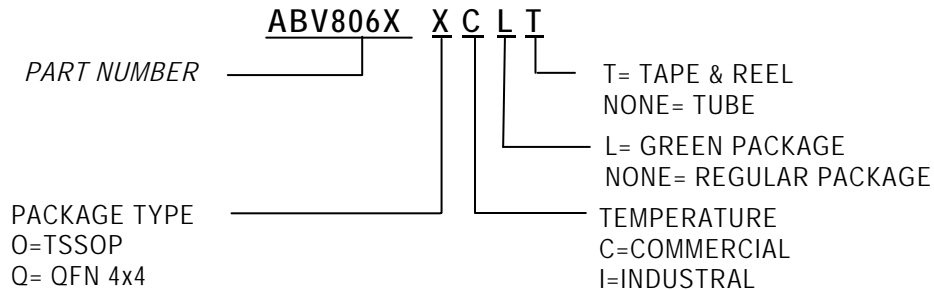 ABV806X X C L T
PART NUMBER
T= TAPE & REEL
NONE= TUBE
L= GREEN PACKAGE
NONE= REGULAR PACKAGE
PACKAGE TYPE
O=TSSOP
Q= QFN 4x4
TEMPERATURE
C=COMMERCIAL
I=INDUSTRAL